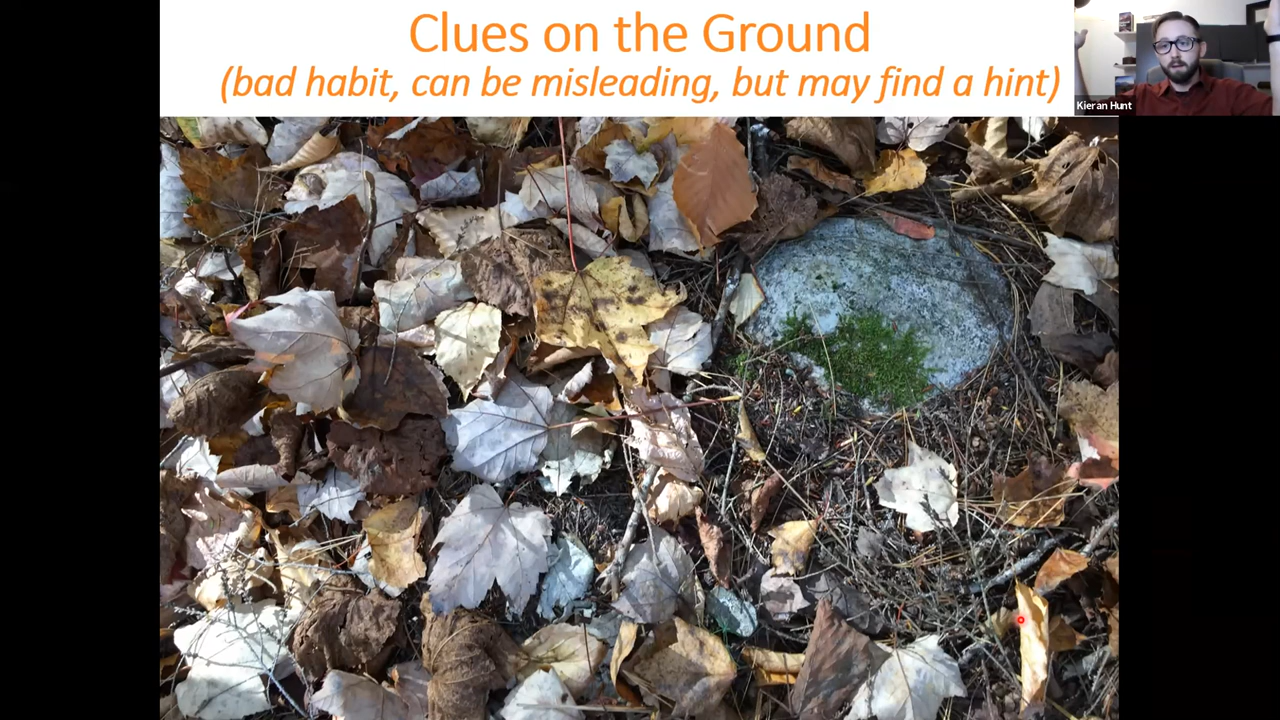 Clues on the Ground
(bad habit, can be misleading, but may find a hint)
Kieran Hunt